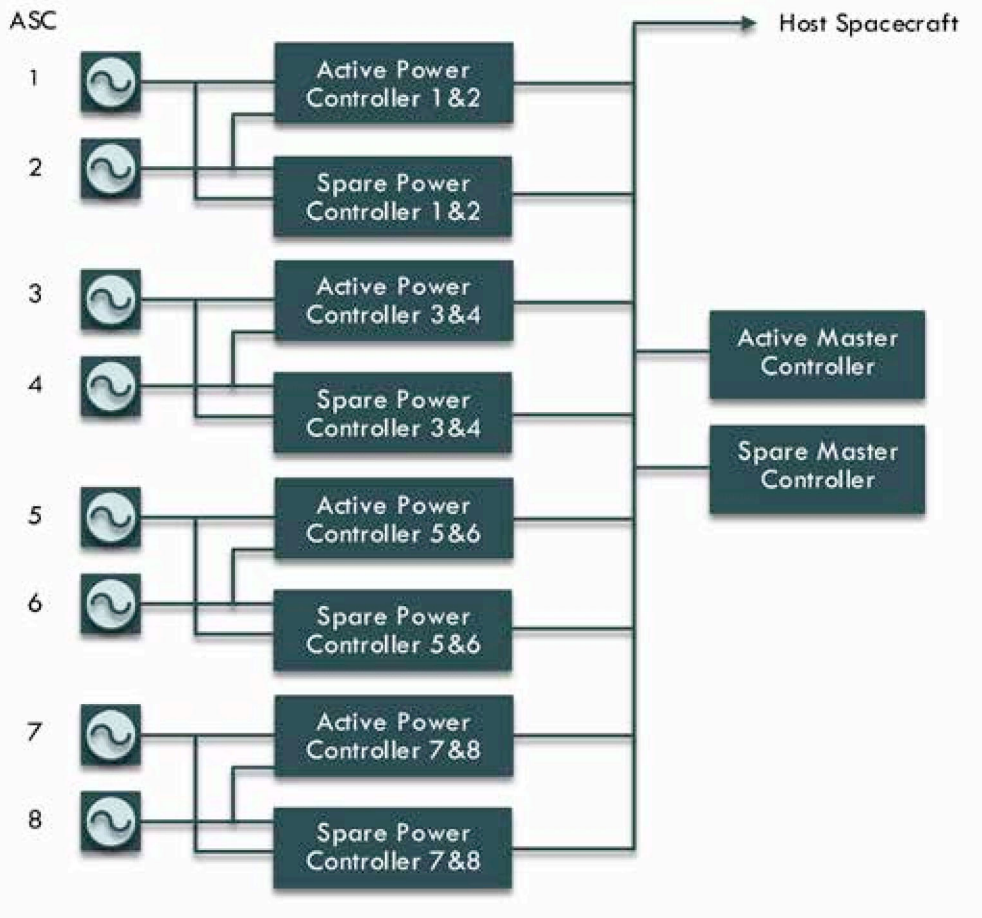 ASC
Host Spacecraft
1
Active Power
Controller 1&2
2
Spare Power
Controller 1&2
3
Active Power
Controller 3&4
Active Master
Controller
4
Spare Power
Controller 3&4
Spare Master
Controller
5
Active Power
Controller 5&6
6
Spare Power
Controller 5&6
7
Active Power
Controller 7&8
8
Spare Power
Controller 7&8